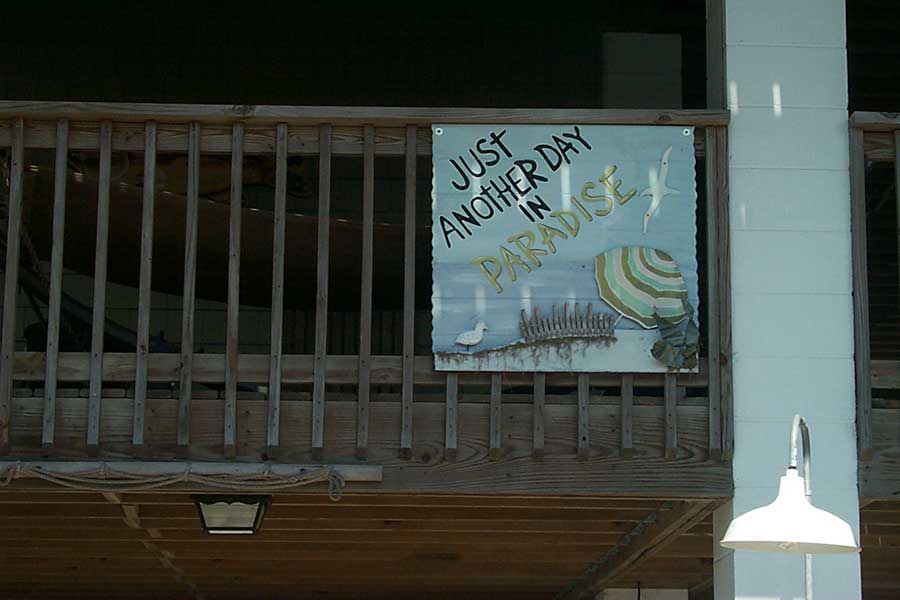 JUST
ANOTHER DAY
IN
PARADISE